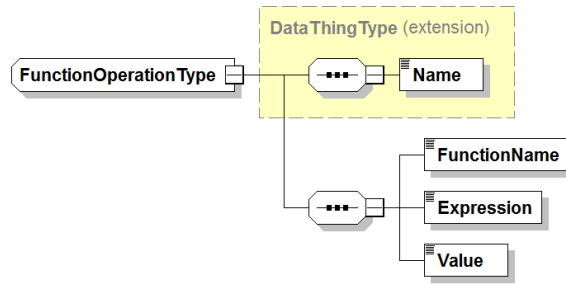 DataThingType (extension)
FunctionOperationType
Name
FunctionName
Expression
Value